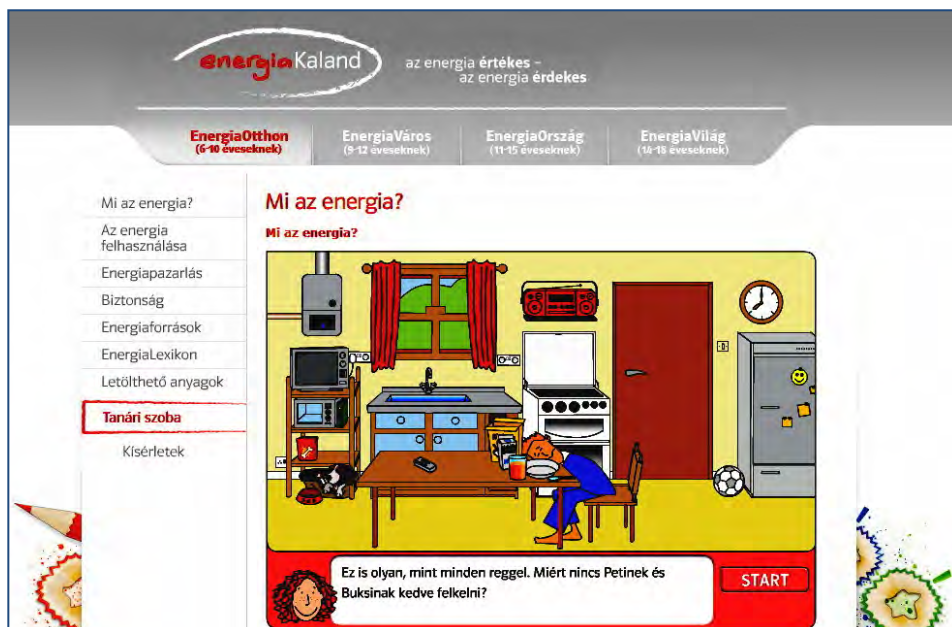 energiaKaland
az energia értékes –
az energia érdekes
EnergiaOtthon
(6-10 éveseknek)
EnergiaVáros
(9-12 éveseknek)
EnergiaOrszág
(11-15 éveseknek)
EnergiaVilág
(14-18 éveseknek)
Mi az energia?
Az energia
felhasználása
Energiapazarlás
Biztonság
Energiaforrások
EnergiaLexikon
Letölthető anyagok
Tanári szoba
Kísérletek
Mi az energia?
Mi az energia?
Ez is olyan, mint minden reggel. Miért nincs Petinek és
Buksinak kedve felkelni?
START